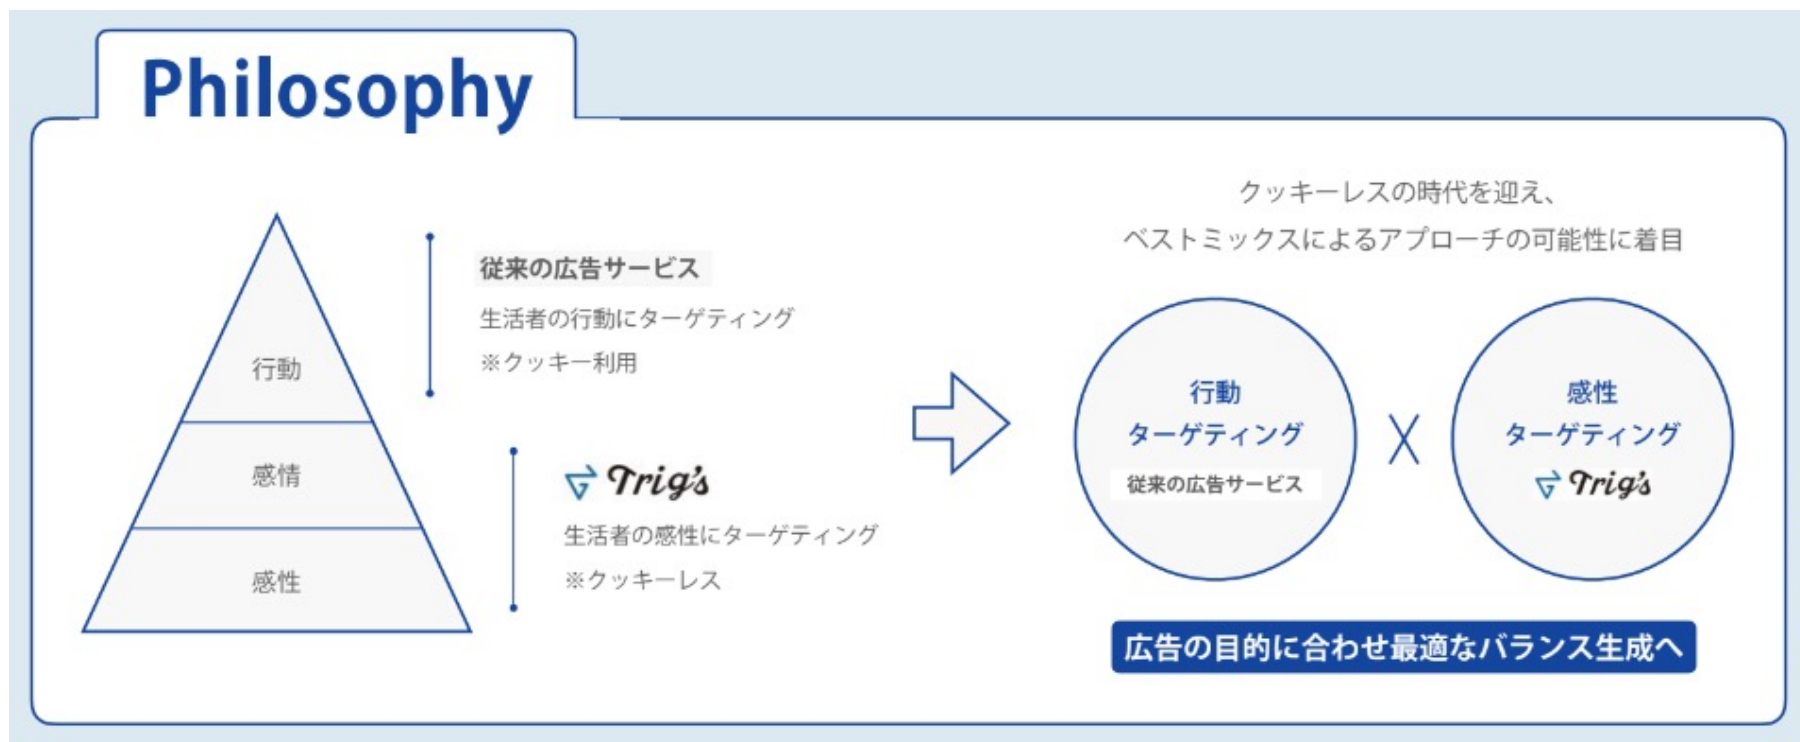 Philosophy
行動
感情
感性
従来の広告サービス
生活者の行動にターゲティング
※クッキー利用
Trig's
生活者の感性にターゲティング
※クッキーレス
クッキーレスの時代を迎え、
ベストミックスによるアプローチの可能性に着目
行動
ターゲティング
従来の広告サービス
X
感性
ターゲティング
Trig's
広告の目的に合わせ最適なバランス生成へ